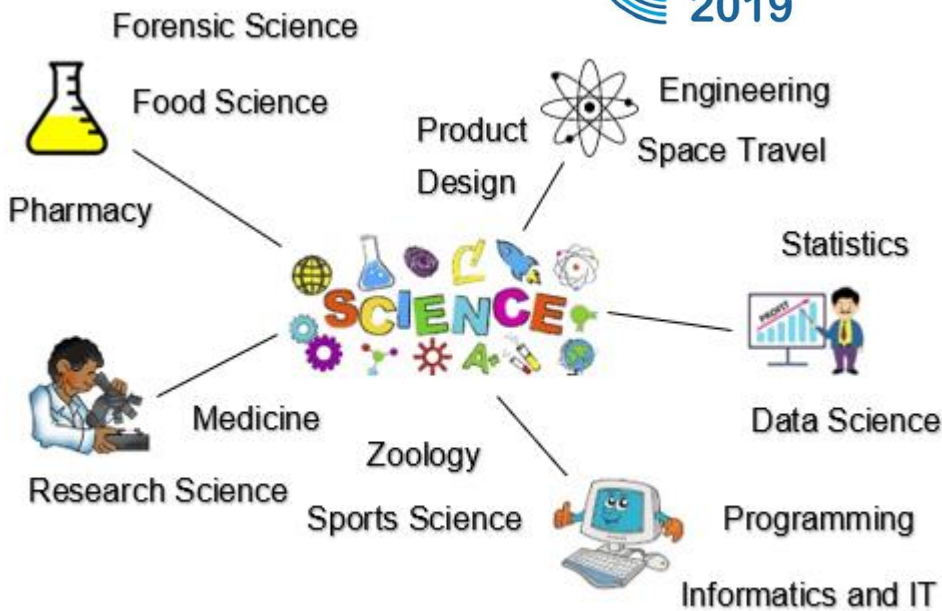 2019
Forensic Science
Food Science
Pharmacy
Product
Design
Engineering
Space Travel
SCIENCE
A+
Statistics
PROFIT
Data Science
Medicine
Research Science
Zoology
Sports Science
Programming
Informatics and IT